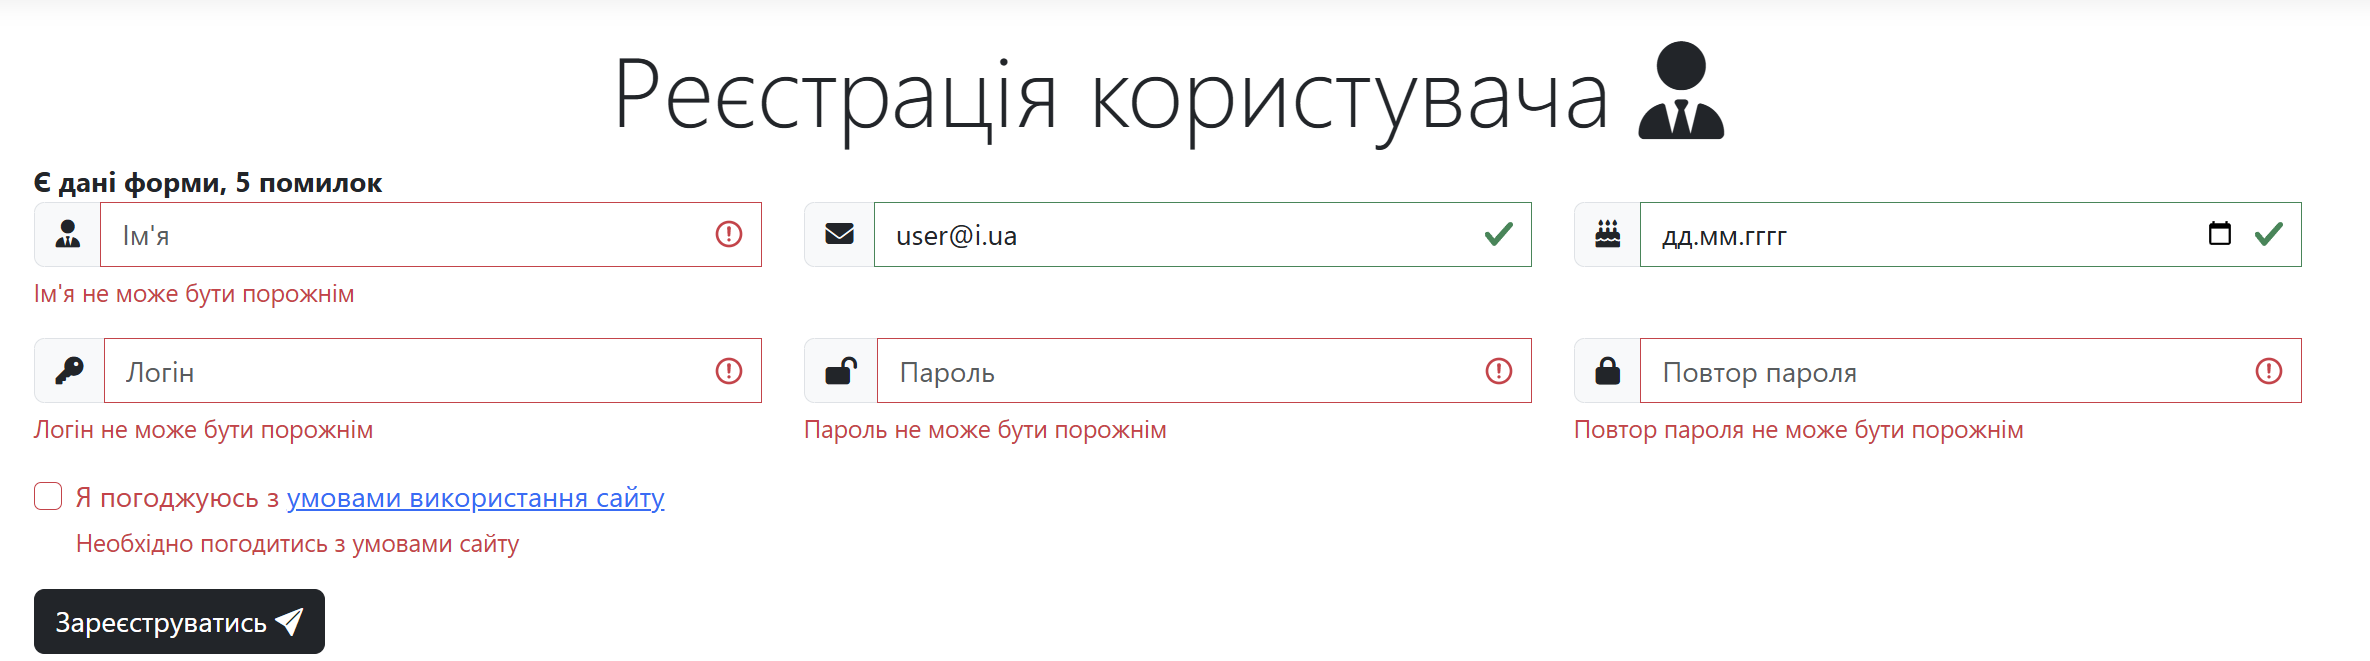 Реєстрація користувача
Є дані форми, 5 помилок
Ім'я
user@i.ua
дд.мм.гггг
Ім'я не може бути порожнім
Логін
Пароль
Повтор пароля
Логін не може бути порожнім
Пароль не може бути порожнім
Повтор пароля не може бути порожнім
Я погоджуюсь з умовами використання сайту
Необхідно погодитись з умовами сайту
Зареєструватись